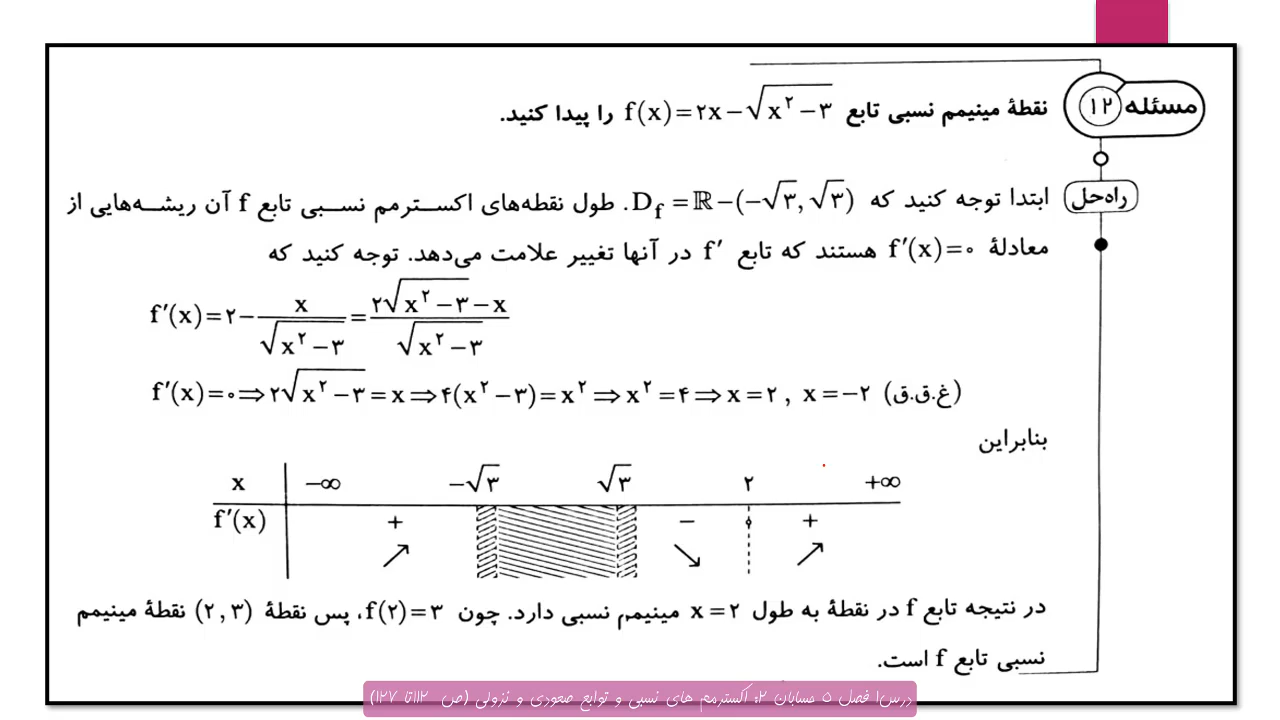 مسئله ۱۲
نقطهٔ مینیمم نسبی تابع f(x)=۲x-√(x²-۳) را پیدا کنید.
راه‌حل
ابتدا توجه کنید که D_f=ℝ-(-√۳,√۳). طول نقطه‌های اکسترمم نسبی تابع f آن ریشه‌هایی از
معادلهٔ f′(x)=۰ هستند که تابع f′ در آنها تغییر علامت می‌دهد. توجه کنید که
f′(x)=۲-x/√(x²-۳)=(۲√(x²-۳)-x)/√(x²-۳)
f′(x)=۰⇒۲√(x²-۳)=x⇒۴(x²-۳)=x²⇒x²=۴⇒x=۲, x=-۲ (غ.ق.ق)
بنابراین
x -∞ -√۳ √۳ ۲ +∞
f′(x) + - ۰ +
↗ ↘ ↗
در نتیجه تابع f در نقطهٔ به طول x=۲ مینیمم نسبی دارد. چون f(۲)=۳، پس نقطهٔ (۲,۳) نقطهٔ مینیمم
نسبی تابع f است.
درس۱ فصل ۵ حسابان ۲: اکسترمم های نسبی و توابع صعودی و نزولی (ص ۱۱۲تا ۱۲۷)